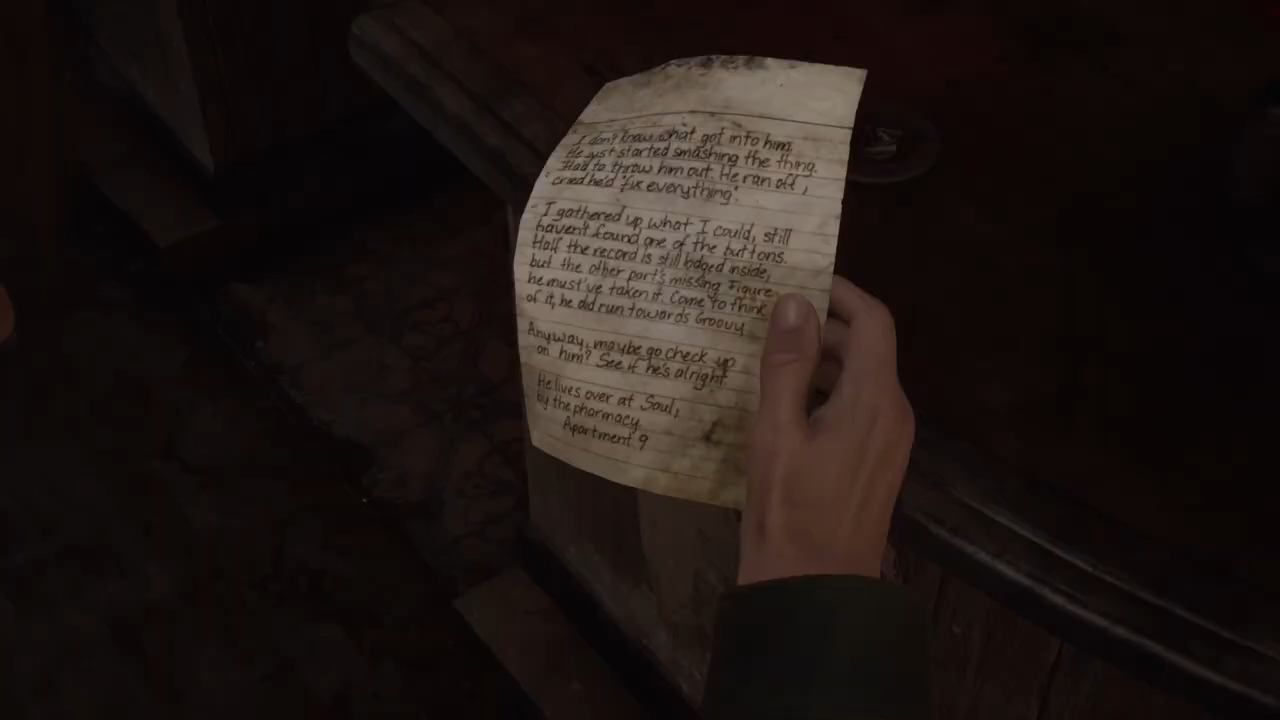 I don't know what got into him.
He just started smashing the thing.
Had to throw him out. He ran off,
cried he'd "fix everything".
I gathered up what I could, still
haven't found one of the buttons.
Half the record is still lodged inside,
but the other part's missing. Figure
he must've taken it. Come to think
of it, he did run towards Groovy
Anyway, maybe go check up
on him? See if he's alright.
He lives over at Saul,
by the pharmacy.
Apartment 9